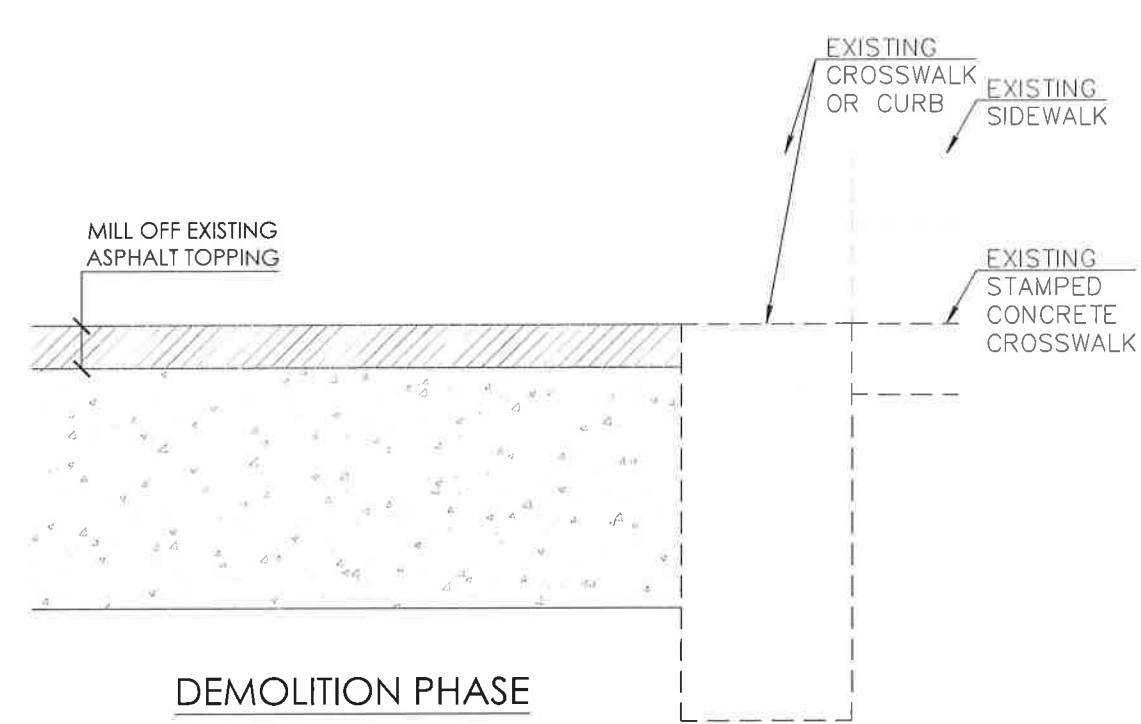 EXISTING
CROSSWALK
OR CURB
EXISTING
SIDEWALK
MILL OFF EXISTING
ASPHALT TOPPING
EXISTING
STAMPED
CONCRETE
CROSSWALK
DEMOLITION PHASE